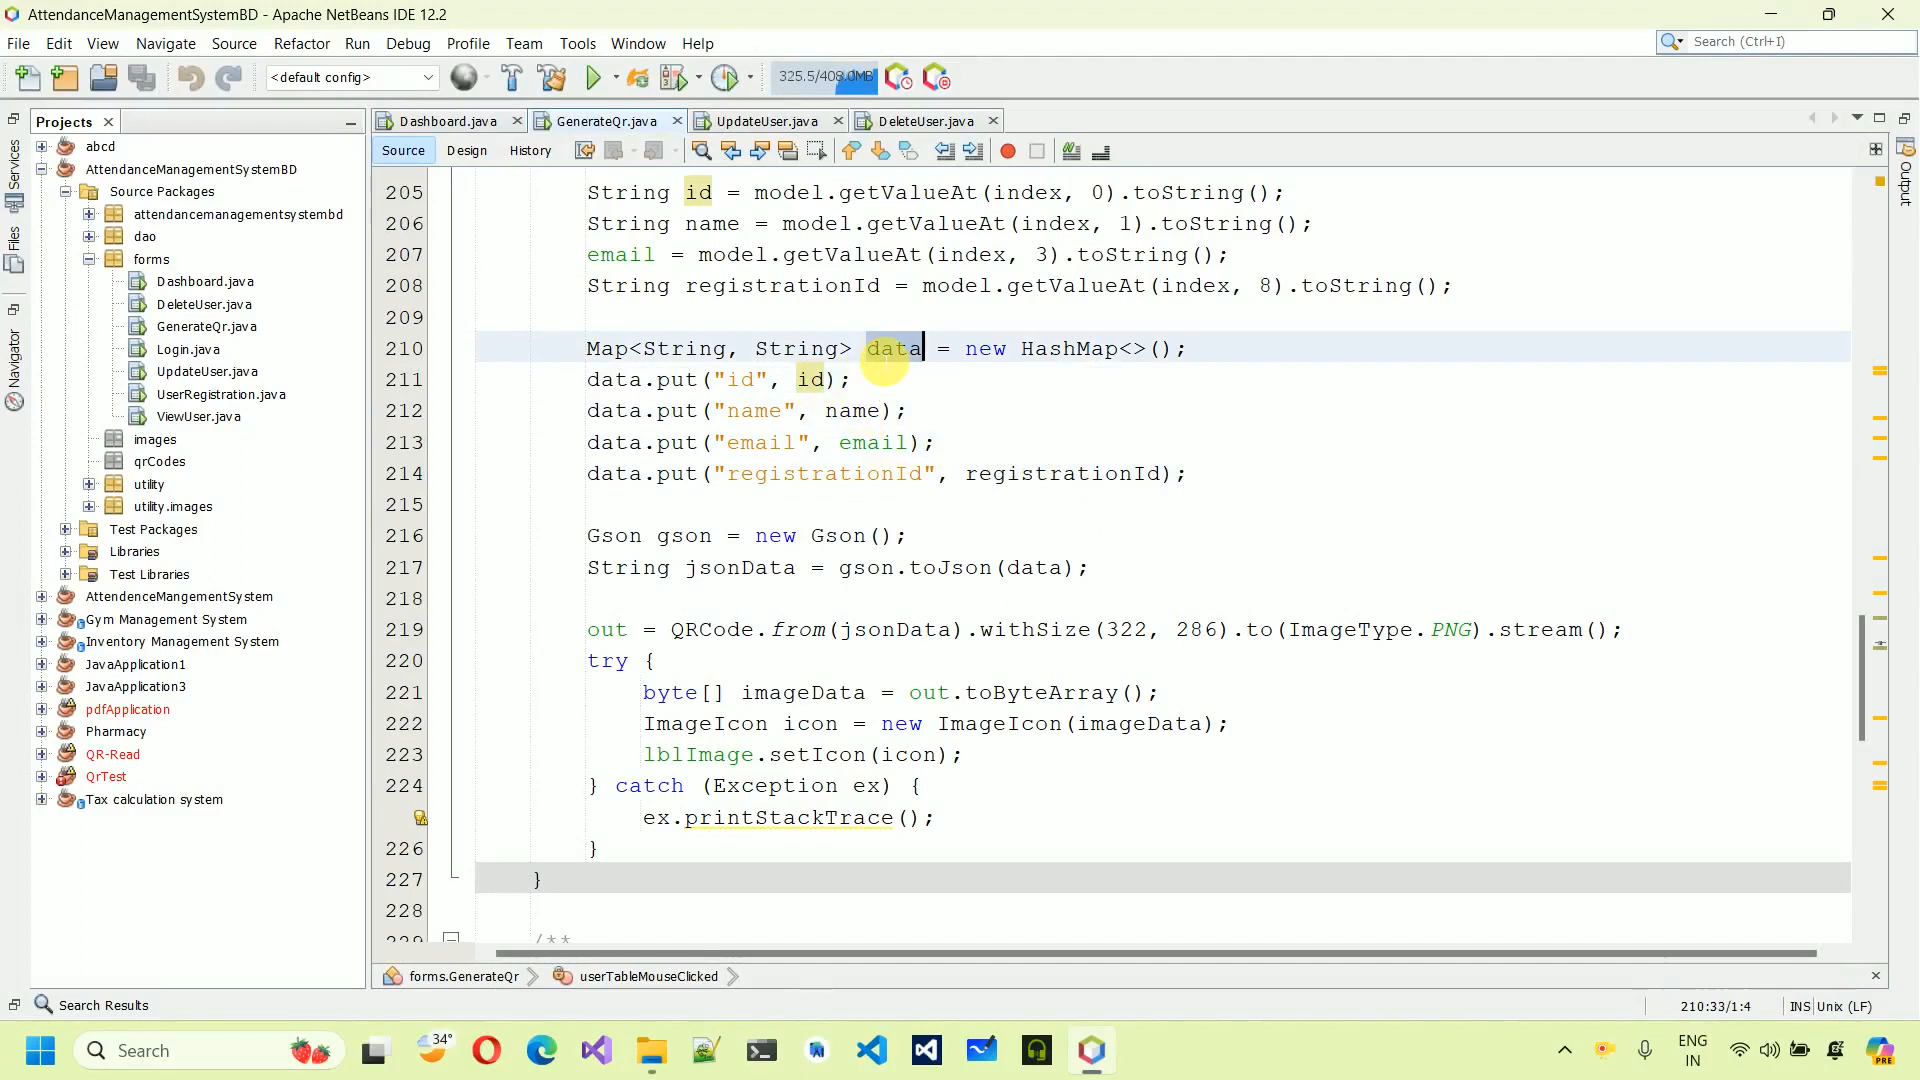 AttendanceManagementSystemBD - Apache NetBeans IDE 12.2
File Edit View Navigate Source Refactor Run Debug Profile Team Tools Window Help
Search (Ctrl+I)
<default config>
325.5/408.0MB
Projects
Dashboard.java GenerateQr.java UpdateUser.java DeleteUser.java
Source Design History
Services
Files
Navigator
Output
abcd
AttendanceManagementSystemBD
Source Packages
attendancemanagementsystembd
dao
forms
Dashboard.java
DeleteUser.java
GenerateQr.java
Login.java
UpdateUser.java
UserRegistration.java
ViewUser.java
images
qrCodes
utility
utility.images
Test Packages
Libraries
Test Libraries
AttendenceMangementSystem
Gym Management System
Inventory Management System
JavaApplication1
JavaApplication3
pdfApplication
Pharmacy
QR-Read
QrTest
Tax calculation system
205 String id = model.getValueAt(index, 0).toString();
206 String name = model.getValueAt(index, 1).toString();
207 email = model.getValueAt(index, 3).toString();
208 String registrationId = model.getValueAt(index, 8).toString();
209
210 Map<String, String> data = new HashMap<>();
211 data.put("id", id);
212 data.put("name", name);
213 data.put("email", email);
214 data.put("registrationId", registrationId);
215
216 Gson gson = new Gson();
217 String jsonData = gson.toJson(data);
218
219 out = QRCode.from(jsonData).withSize(322, 286).to(ImageType.PNG).stream();
220 try {
221 byte[] imageData = out.toByteArray();
222 ImageIcon icon = new ImageIcon(imageData);
223 lblImage.setIcon(icon);
224 } catch (Exception ex) {
ex.printStackTrace();
226 }
227 }
228
229 /**
forms.GenerateQr userTableMouseClicked
Search Results
210:33/1:4 INS Unix (LF)
Search
34°
ENG
IN
PRE